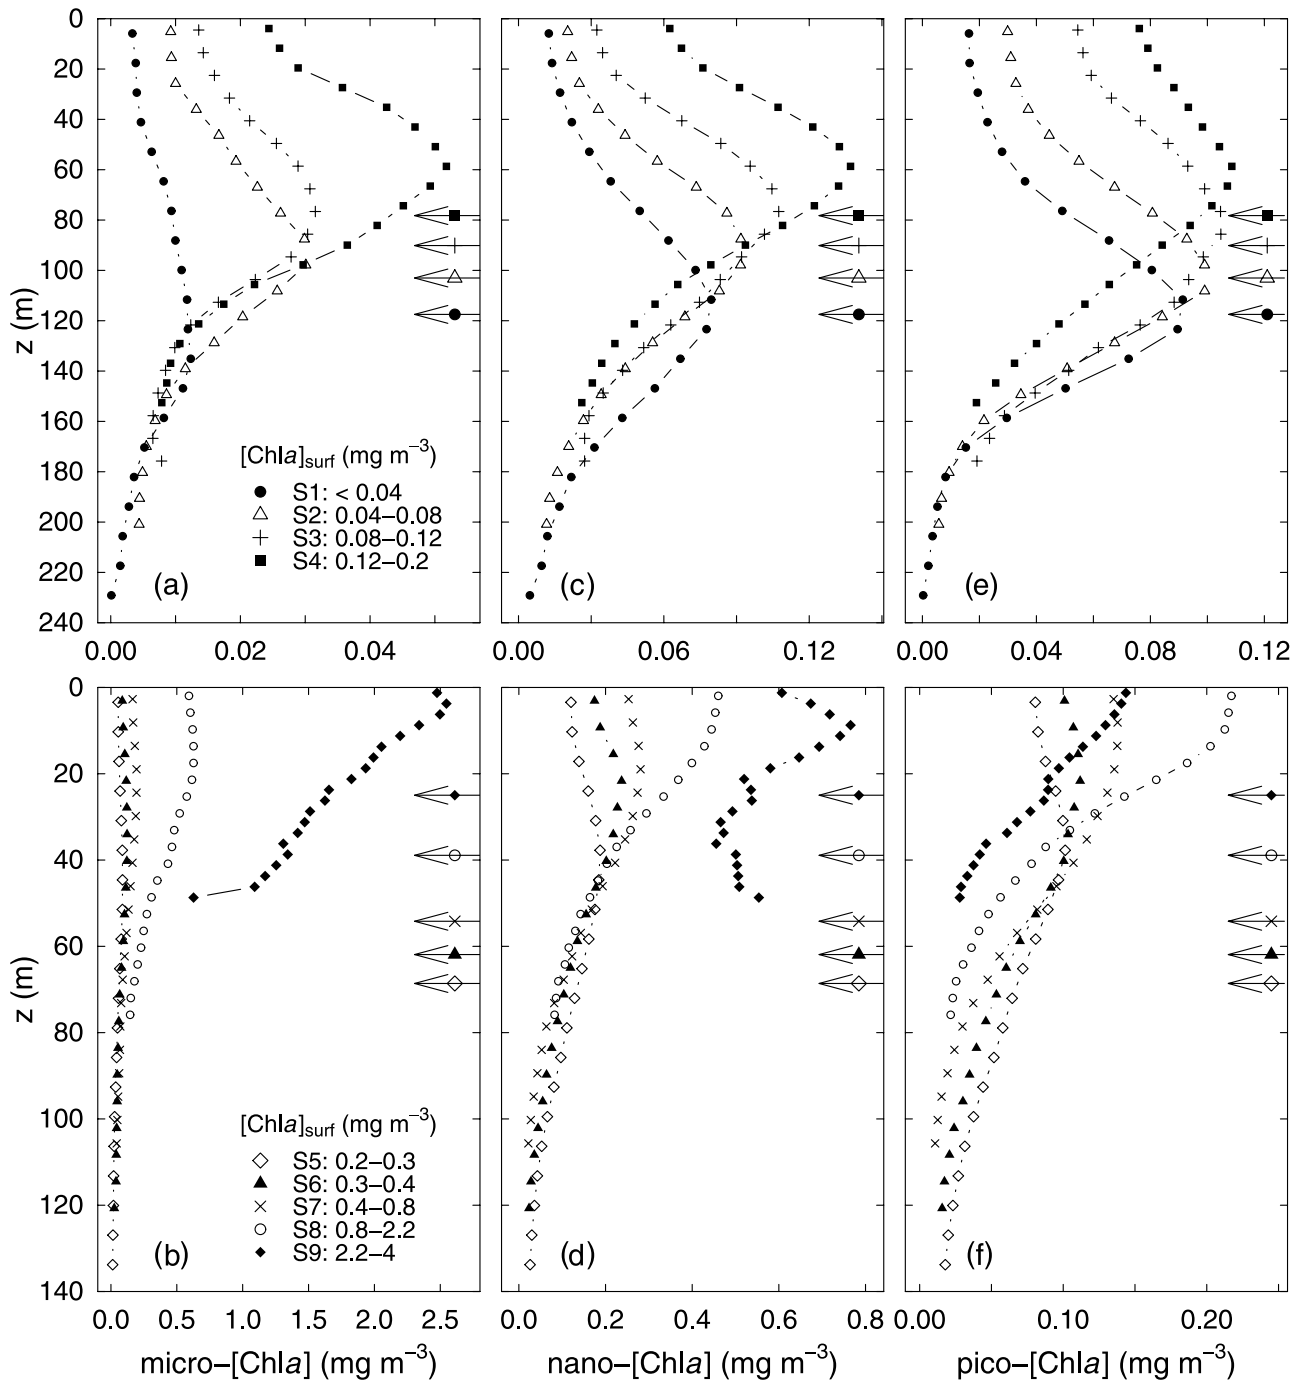 0
20
40
60
80
100
120
140
160
180
200
220
240
z (m)
[Chla]surf (mg m−3)
S1: < 0.04
S2: 0.04–0.08
S3: 0.08–0.12
S4: 0.12–0.2
(a)
(c)
(e)
0.00 0.02 0.04
0.00 0.06 0.12
0.00 0.04 0.08 0.12
0
20
40
60
80
100
120
140
z (m)
[Chla]surf (mg m−3)
S5: 0.2–0.3
S6: 0.3–0.4
S7: 0.4–0.8
S8: 0.8–2.2
S9: 2.2–4
(b)
(d)
(f)
0.0 0.5 1.0 1.5 2.0 2.5
0.0 0.2 0.4 0.6 0.8
0.00 0.10 0.20
micro–[Chla] (mg m−3)
nano–[Chla] (mg m−3)
pico–[Chla] (mg m−3)